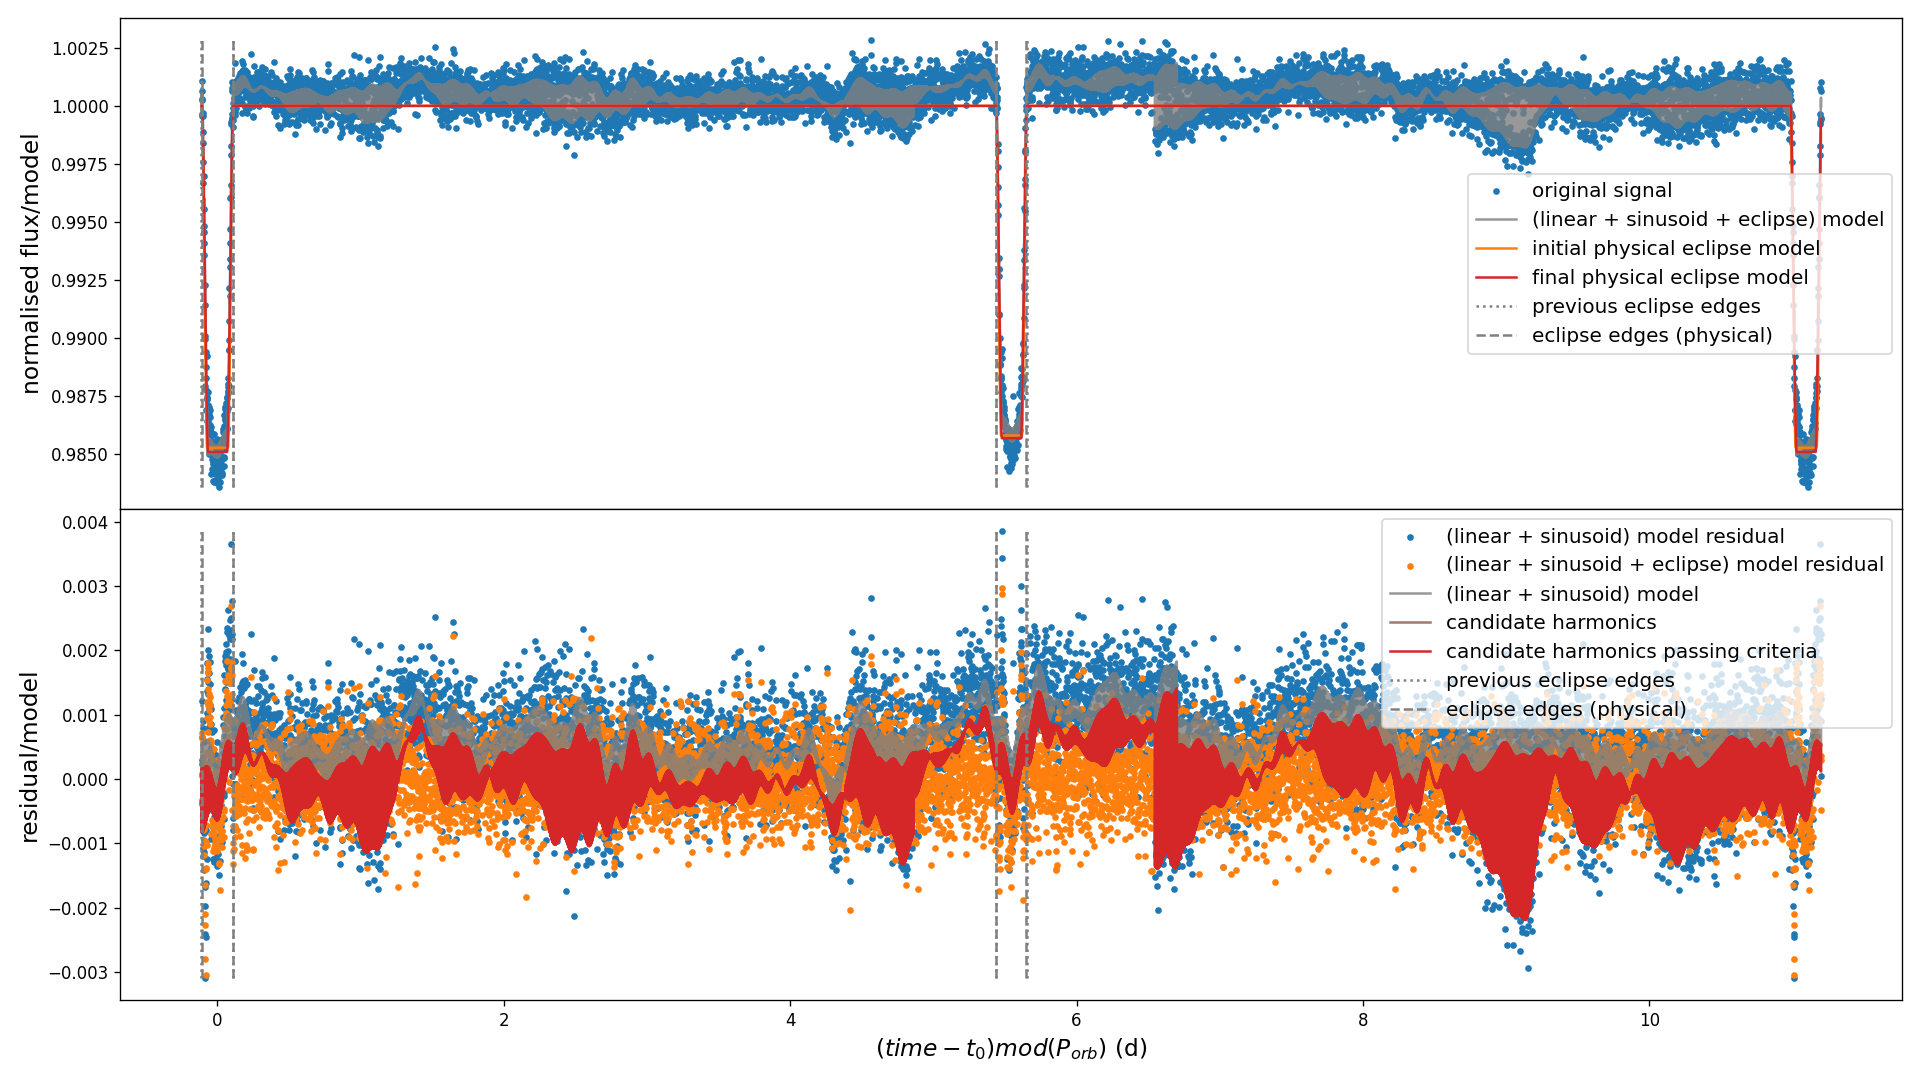 normalised flux/model
1.0025
1.0000
0.9975
0.9950
0.9925
0.9900
0.9875
0.9850
original signal
(linear + sinusoid + eclipse) model
initial physical eclipse model
final physical eclipse model
previous eclipse edges
eclipse edges (physical)
residual/model
0.004
0.003
0.002
0.001
0.000
−0.001
−0.002
−0.003
(linear + sinusoid) model residual
(linear + sinusoid + eclipse) model residual
(linear + sinusoid) model
candidate harmonics
candidate harmonics passing criteria
previous eclipse edges
eclipse edges (physical)
0 2 4 6 8 10
(time − t₀)mod(Pₒᵣᵦ) (d)